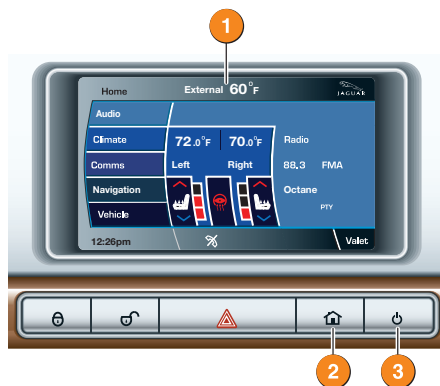 1
Home
External 60°F
JAGUAR
Audio
Climate
72.0°F
70.0°F
Radio
Comms
Left
Right
88.3 FMA
Navigation
Octane
PTY
Vehicle
12:26pm
Valet
2
3